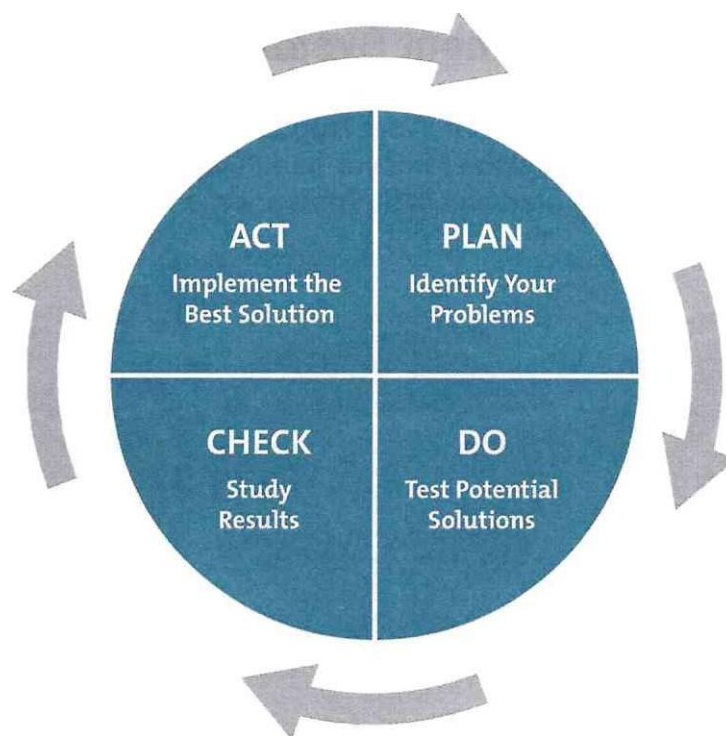 ACT
Implement the
Best Solution
PLAN
Identify Your
Problems
CHECK
Study
Results
DO
Test Potential
Solutions